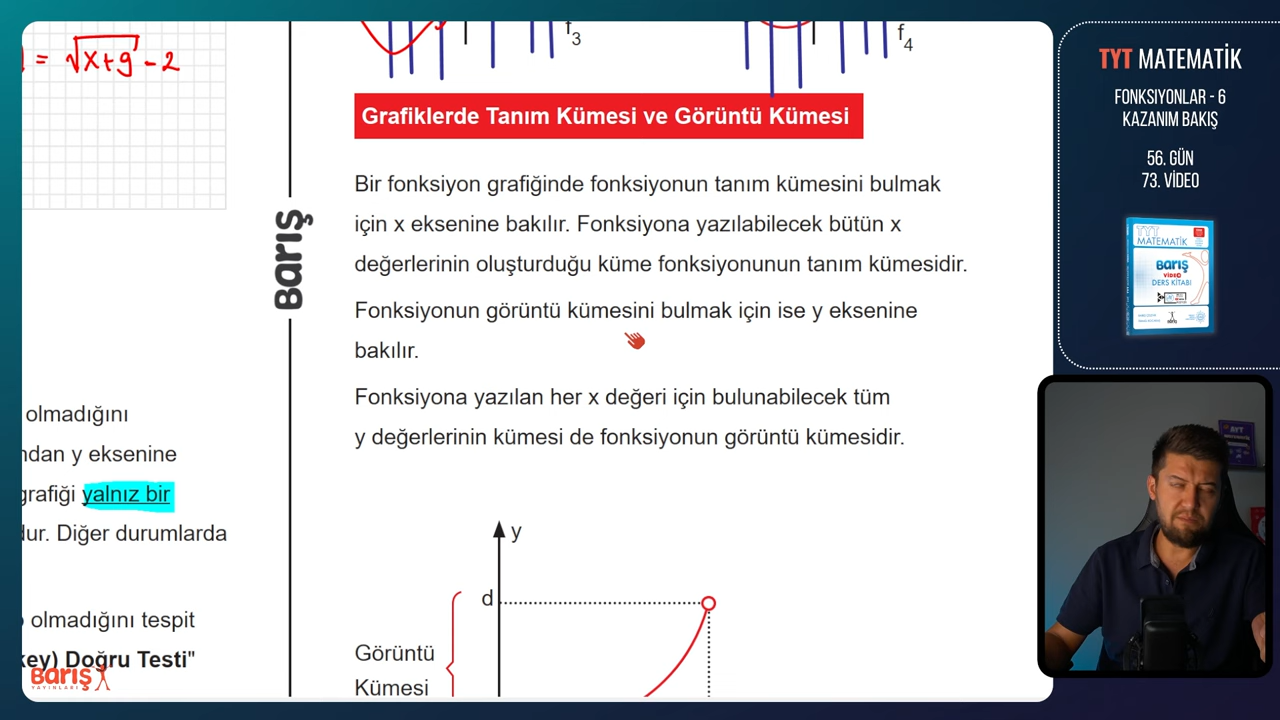 = √x+9 - 2
olmadığını
ndan y eksenine
grafiği yalnız bir
dur. Diğer durumlarda
olmadığını tespit
key) Doğru Testi"
BARIŞ
YAYINLARI
Barış
f3
f4
Grafiklerde Tanım Kümesi ve Görüntü Kümesi
Bir fonksiyon grafiğinde fonksiyonun tanım kümesini bulmak
için x eksenine bakılır. Fonksiyona yazılabilecek bütün x
değerlerinin oluşturduğu küme fonksiyonunun tanım kümesidir.
Fonksiyonun görüntü kümesini bulmak için ise y eksenine
bakılır.
Fonksiyona yazılan her x değeri için bulunabilecek tüm
y değerlerinin kümesi de fonksiyonun görüntü kümesidir.
y
d
Görüntü
Kümesi
TYT MATEMATİK
FONKSIYONLAR - 6
KAZANIM BAKIŞ
56. GÜN
73. VİDEO
TYT
MATEMATİK
BARIŞ
VİDEO
DERS KİTABI